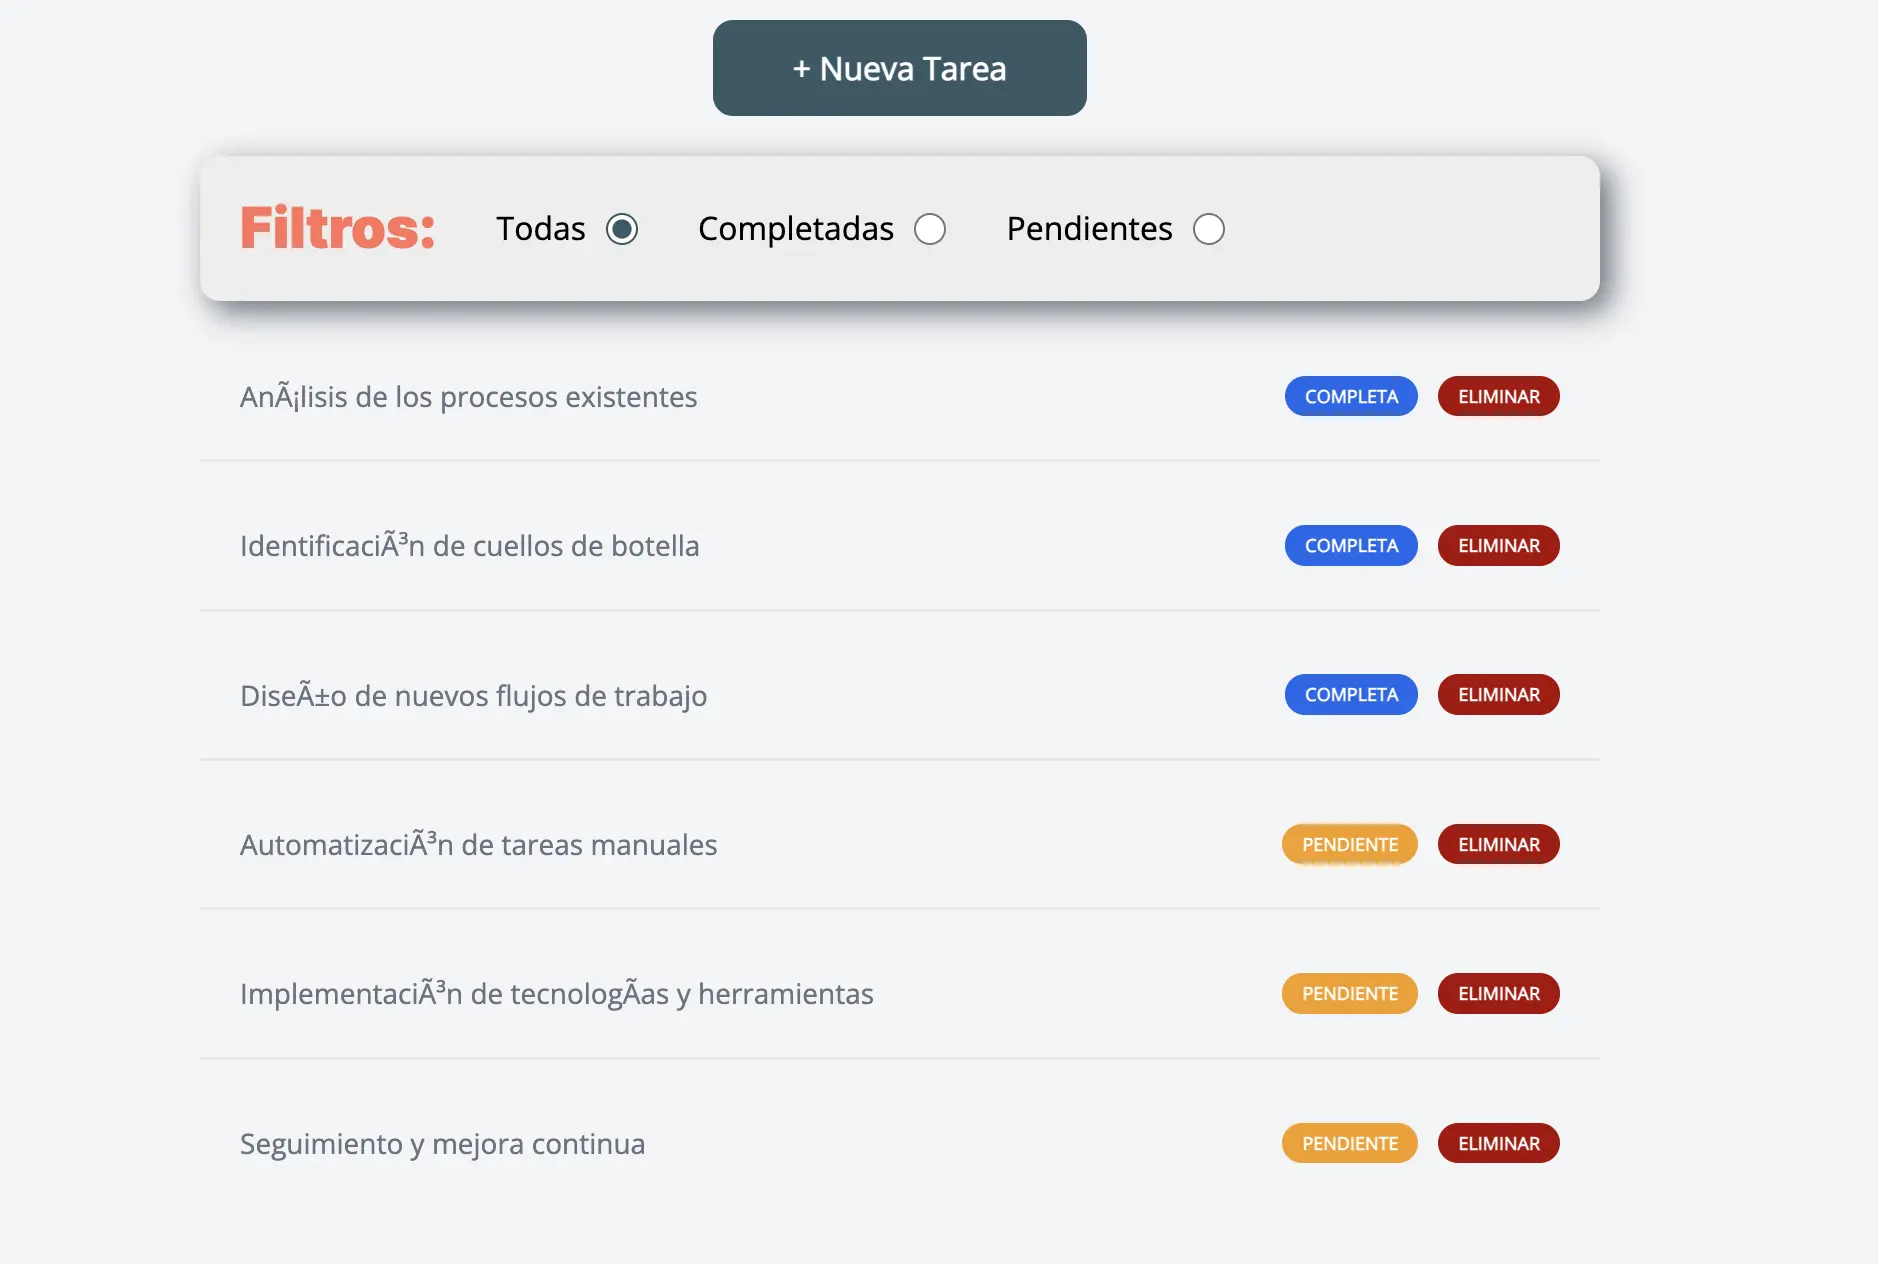 + Nueva Tarea
Filtros: Todas Completadas Pendientes
AnÃ¡lisis de los procesos existentes COMPLETA ELIMINAR
IdentificaciÃ³n de cuellos de botella COMPLETA ELIMINAR
DiseÃ±o de nuevos flujos de trabajo COMPLETA ELIMINAR
AutomatizaciÃ³n de tareas manuales PENDIENTE ELIMINAR
ImplementaciÃ³n de tecnologÃas y herramientas PENDIENTE ELIMINAR
Seguimiento y mejora continua PENDIENTE ELIMINAR